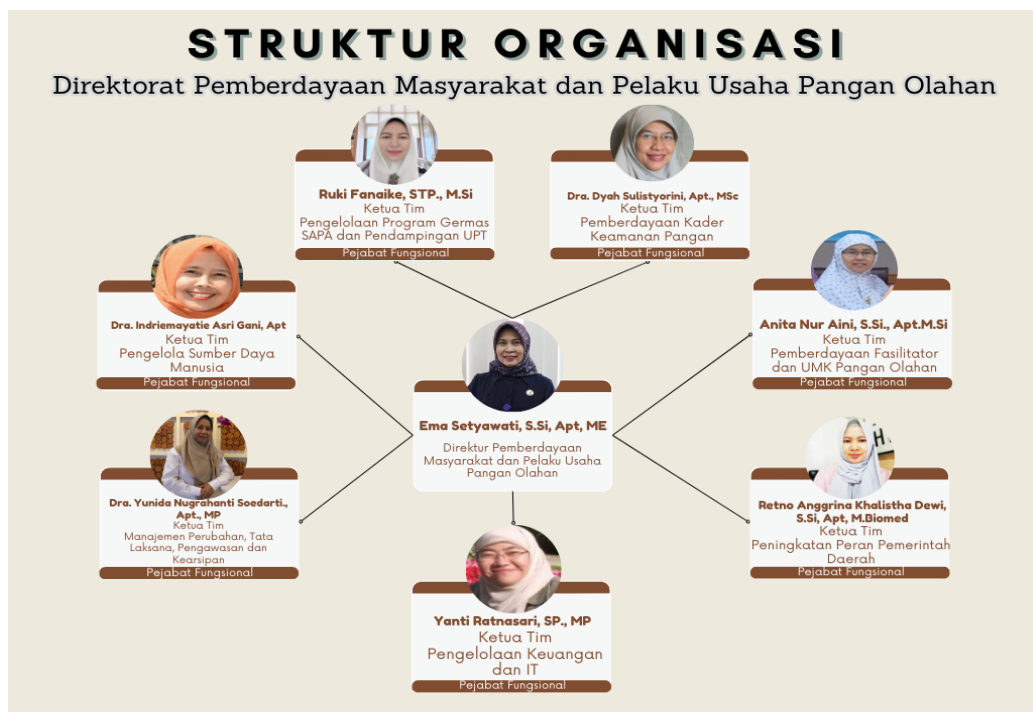 STRUKTUR ORGANISASI
Direktorat Pemberdayaan Masyarakat dan Pelaku Usaha Pangan Olahan
Ruki Fanaike, STP., M.Si
Ketua Tim
Pengelolaan Program Germas
SAPA dan Pendampingan UPT
Pejabat Fungsional
Dra. Dyah Sulistyorini, Apt., MSc
Ketua Tim
Pemberdayaan Kader
Keamanan Pangan
Pejabat Fungsional
Dra. Indriemayatie Asri Gani, Apt
Ketua Tim
Pengelola Sumber Daya
Manusia
Pejabat Fungsional
Anita Nur Aini, S.Si., Apt.M.Si
Ketua Tim
Pemberdayaan Fasilitator
dan UMK Pangan Olahan
Pejabat Fungsional
Ema Setyawati, S.Si, Apt, ME
Direktur Pemberdayaan
Masyarakat dan Pelaku Usaha
Pangan Olahan
Dra. Yunida Nugrahanti Soedarti.,
Apt., MP
Ketua Tim
Manajemen Perubahan, Tata
Laksana, Pengawasan dan
Kearsipan
Pejabat Fungsional
Retno Anggrina Khalistha Dewi,
S.Si, Apt, M.Biomed
Ketua Tim
Peningkatan Peran Pemerintah
Daerah
Pejabat Fungsional
Yanti Ratnasari, SP., MP
Ketua Tim
Pengelolaan Keuangan
dan IT
Pejabat Fungsional